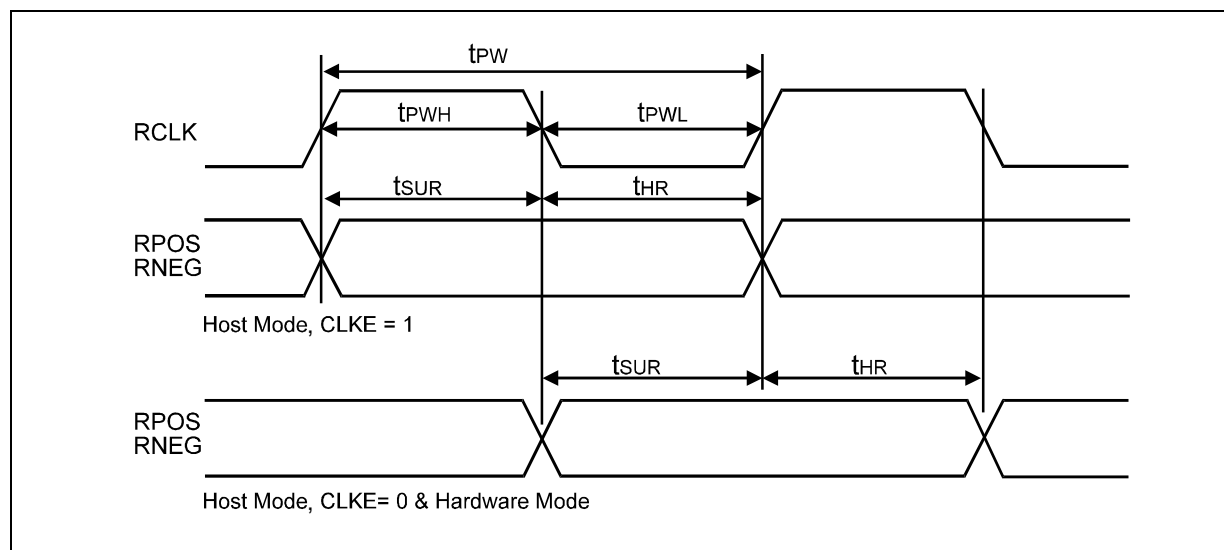 tPW
tPWH tPWL
RCLK
tSUR tHR
RPOS
RNEG
Host Mode, CLKE = 1
tSUR tHR
RPOS
RNEG
Host Mode, CLKE= 0 & Hardware Mode